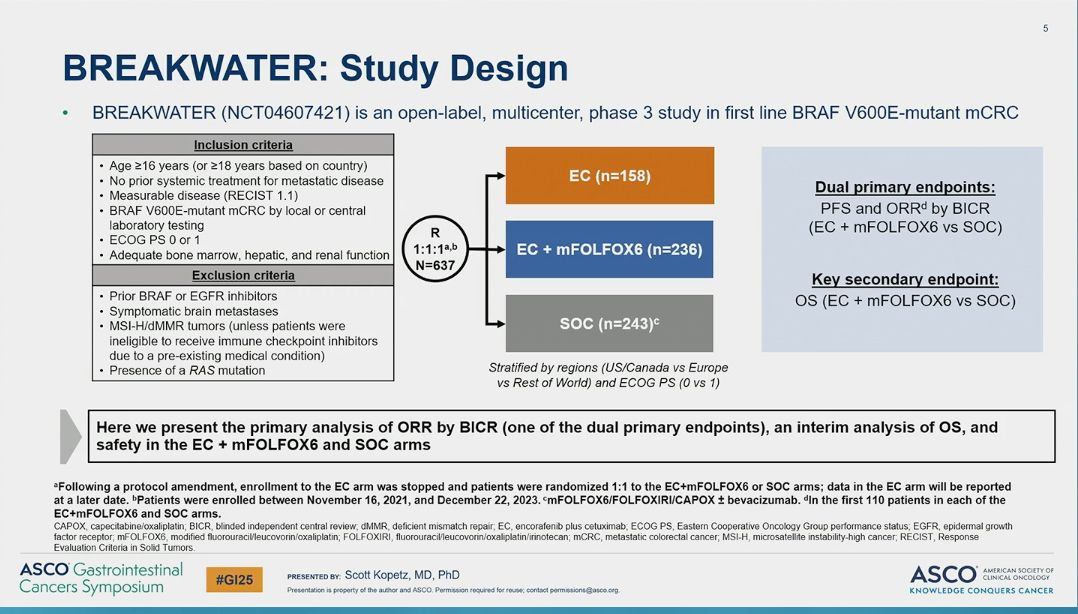 5
BREAKWATER: Study Design
• BREAKWATER (NCT04607421) is an open-label, multicenter, phase 3 study in first line BRAF V600E-mutant mCRC
Inclusion criteria
• Age ≥16 years (or ≥18 years based on country)
• No prior systemic treatment for metastatic disease
• Measurable disease (RECIST 1.1)
• BRAF V600E-mutant mCRC by local or central
laboratory testing
• ECOG PS 0 or 1
• Adequate bone marrow, hepatic, and renal function
Exclusion criteria
• Prior BRAF or EGFR inhibitors
• Symptomatic brain metastases
• MSI-H/dMMR tumors (unless patients were
ineligible to receive immune checkpoint inhibitors
due to a pre-existing medical condition)
• Presence of a RAS mutation
R
1:1:1a,b
N=637
EC (n=158)
EC + mFOLFOX6 (n=236)
SOC (n=243)c
Stratified by regions (US/Canada vs Europe
vs Rest of World) and ECOG PS (0 vs 1)
Dual primary endpoints:
PFS and ORRd by BICR
(EC + mFOLFOX6 vs SOC)
Key secondary endpoint:
OS (EC + mFOLFOX6 vs SOC)
Here we present the primary analysis of ORR by BICR (one of the dual primary endpoints), an interim analysis of OS, and
safety in the EC + mFOLFOX6 and SOC arms
aFollowing a protocol amendment, enrollment to the EC arm was stopped and patients were randomized 1:1 to the EC+mFOLFOX6 or SOC arms; data in the EC arm will be reported
at a later date. bPatients were enrolled between November 16, 2021, and December 22, 2023. cmFOLFOX6/FOLFOXIRI/CAPOX ± bevacizumab. dIn the first 110 patients in each of the
EC+mFOLFOX6 and SOC arms.
CAPOX, capecitabine/oxaliplatin; BICR, blinded independent central review; dMMR, deficient mismatch repair; EC, encorafenib plus cetuximab; ECOG PS, Eastern Cooperative Oncology Group performance status; EGFR, epidermal growth
factor receptor; mFOLFOX6, modified fluorouracil/leucovorin/oxaliplatin; FOLFOXIRI, fluorouracil/leucovorin/oxaliplatin/irinotecan; mCRC, metastatic colorectal cancer; MSI-H, microsatellite instability-high cancer; RECIST, Response
Evaluation Criteria in Solid Tumors.
ASCO Gastrointestinal
Cancers Symposium
#GI25
PRESENTED BY: Scott Kopetz, MD, PhD
Presentation is property of the author and ASCO. Permission required for reuse; contact permissions@asco.org.
ASCO AMERICAN SOCIETY OF
CLINICAL ONCOLOGY
KNOWLEDGE CONQUERS CANCER